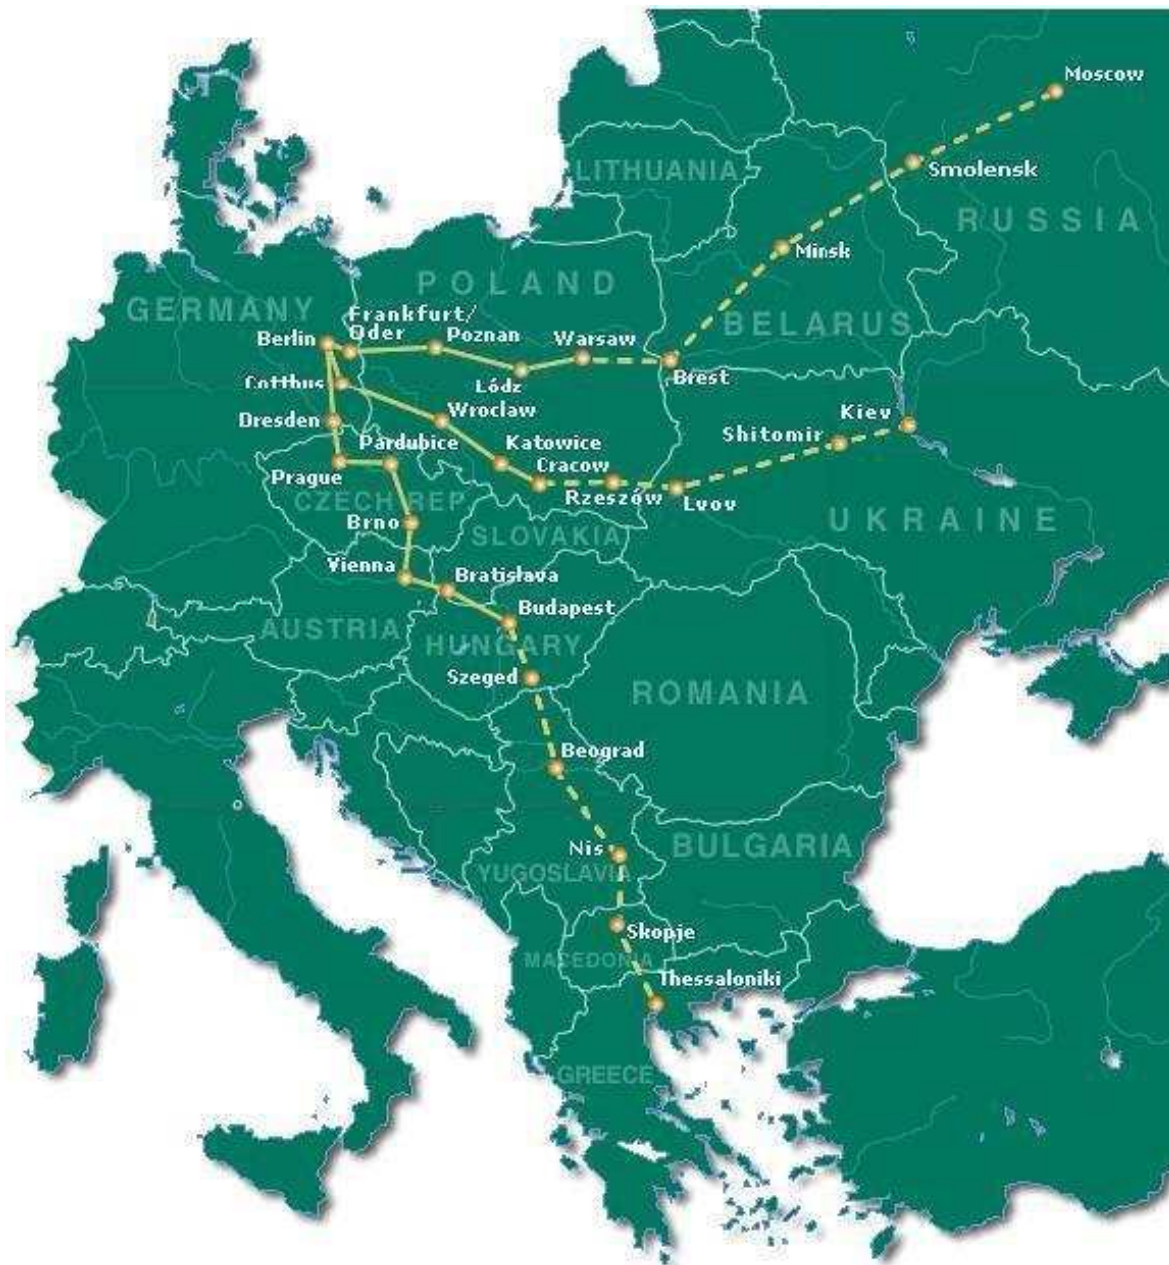 Moscow
LITHUANIA
Smolensk
RUSSIA
Minsk
POLAND
GERMANY
Frankfurt/
Oder
Berlin
Poznan
Warsaw
BELARUS
Brest
Łódz
Cottbus
Wroclaw
Kiev
Dresden
Shitomir
Pardubice
Katowice
Prague
Cracow
Rzeszów
Lvov
CZECH REP
Brno
SLOVAKIA
UKRAINE
Vienna
Bratislava
Budapest
AUSTRIA
HUNGARY
Szeged
ROMANIA
Beograd
Nis
BULGARIA
YUGOSLAVIA
Skopje
MACEDONIA
Thessaloniki
GREECE